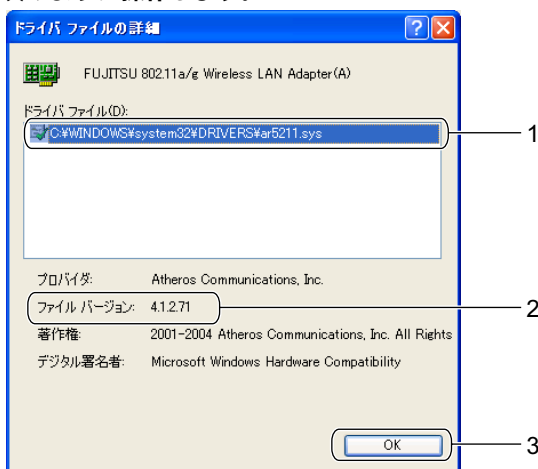 ドライバ ファイルの詳細
FUJITSU 802.11a/g Wireless LAN Adapter(A)
ドライバ ファイル(D):
C:¥WINDOWS¥system32¥DRIVERS¥ar5211.sys
1
プロバイダ: Atheros Communications, Inc.
ファイル バージョン: 4.1.2.71
2
著作権: 2001-2004 Atheros Communications, Inc. All Rights
デジタル署名者: Microsoft Windows Hardware Compatibility
OK
3